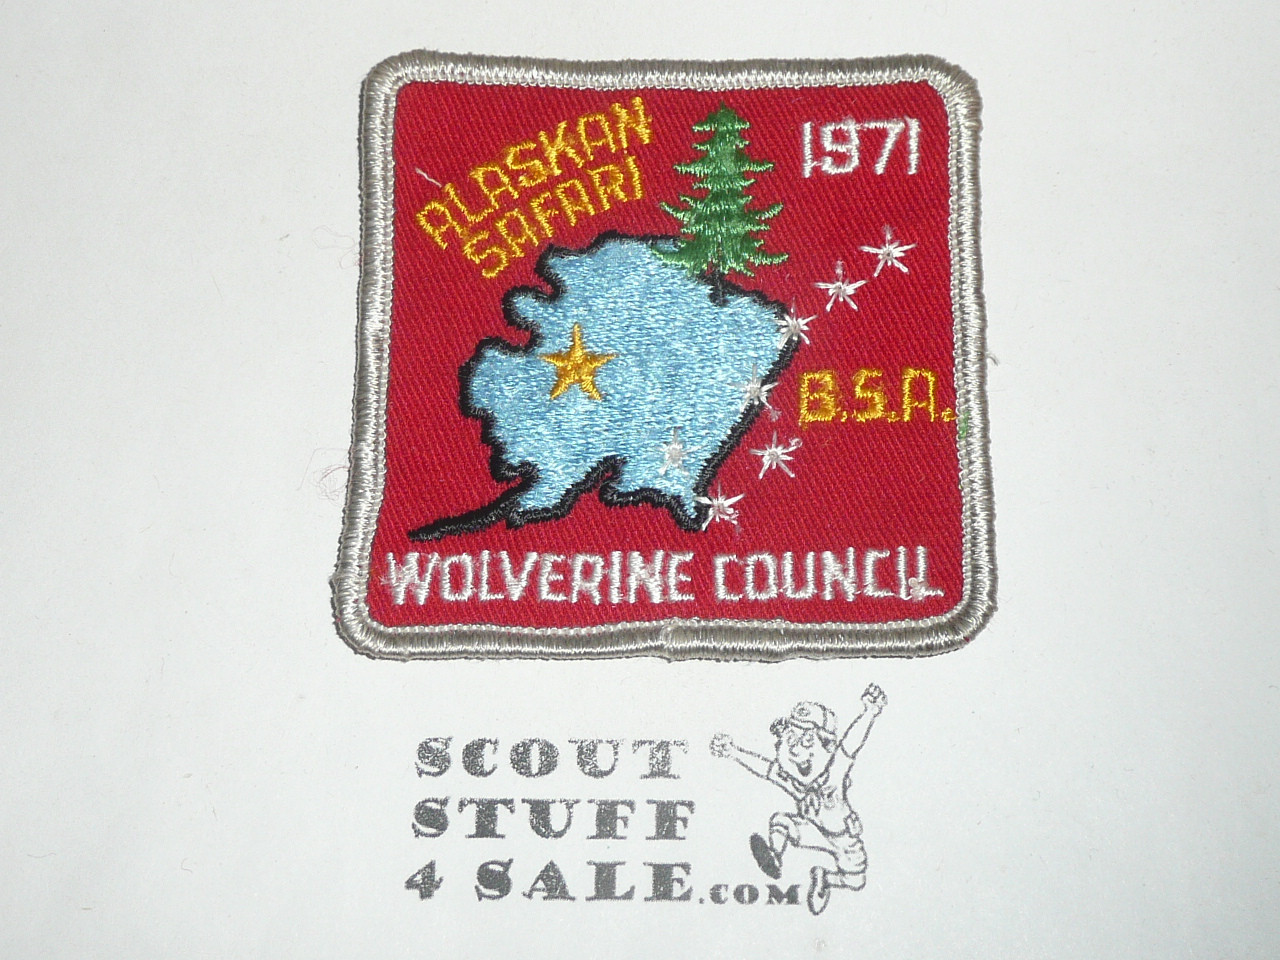 ALASKAN
SAFARI
1971
B.S.A.
WOLVERINE COUNCIL
SCOUT
STUFF
4 SALE.COM